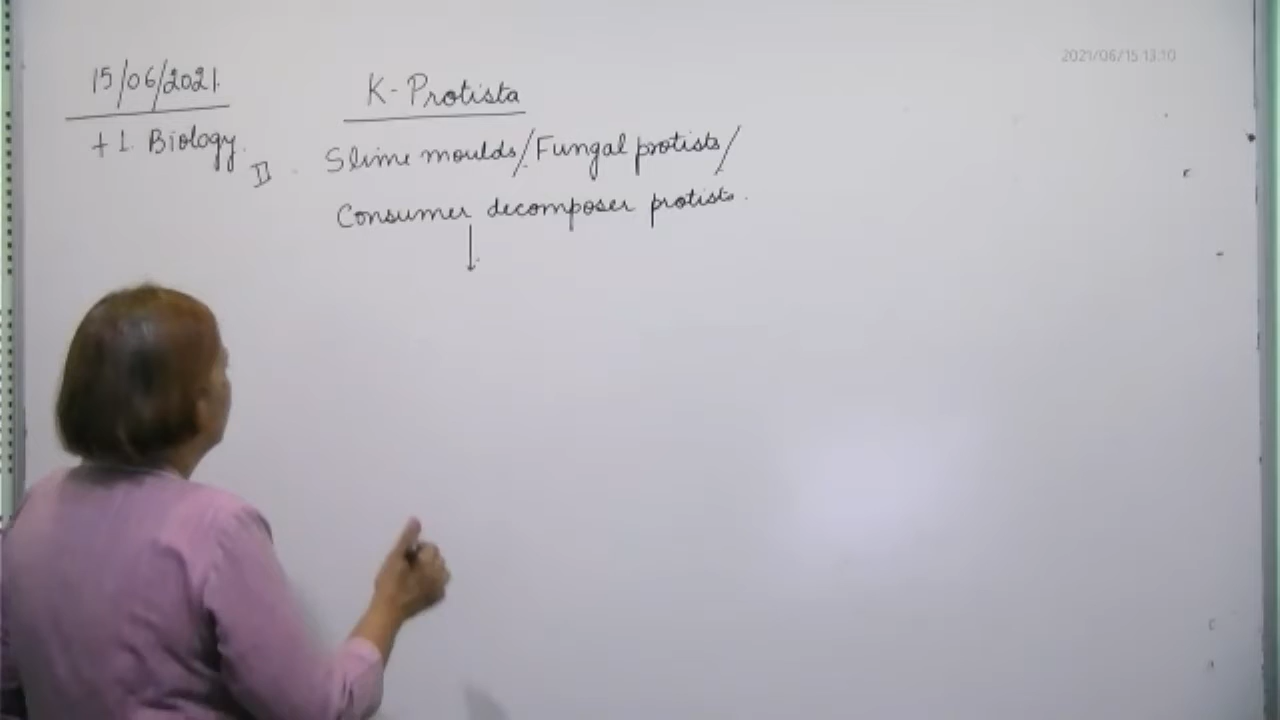 2021/06/15 13:10
15/06/2021.
+1. Biology.
K- Protista
II. Slime moulds/Fungal protists/
Consumer decomposer protists.